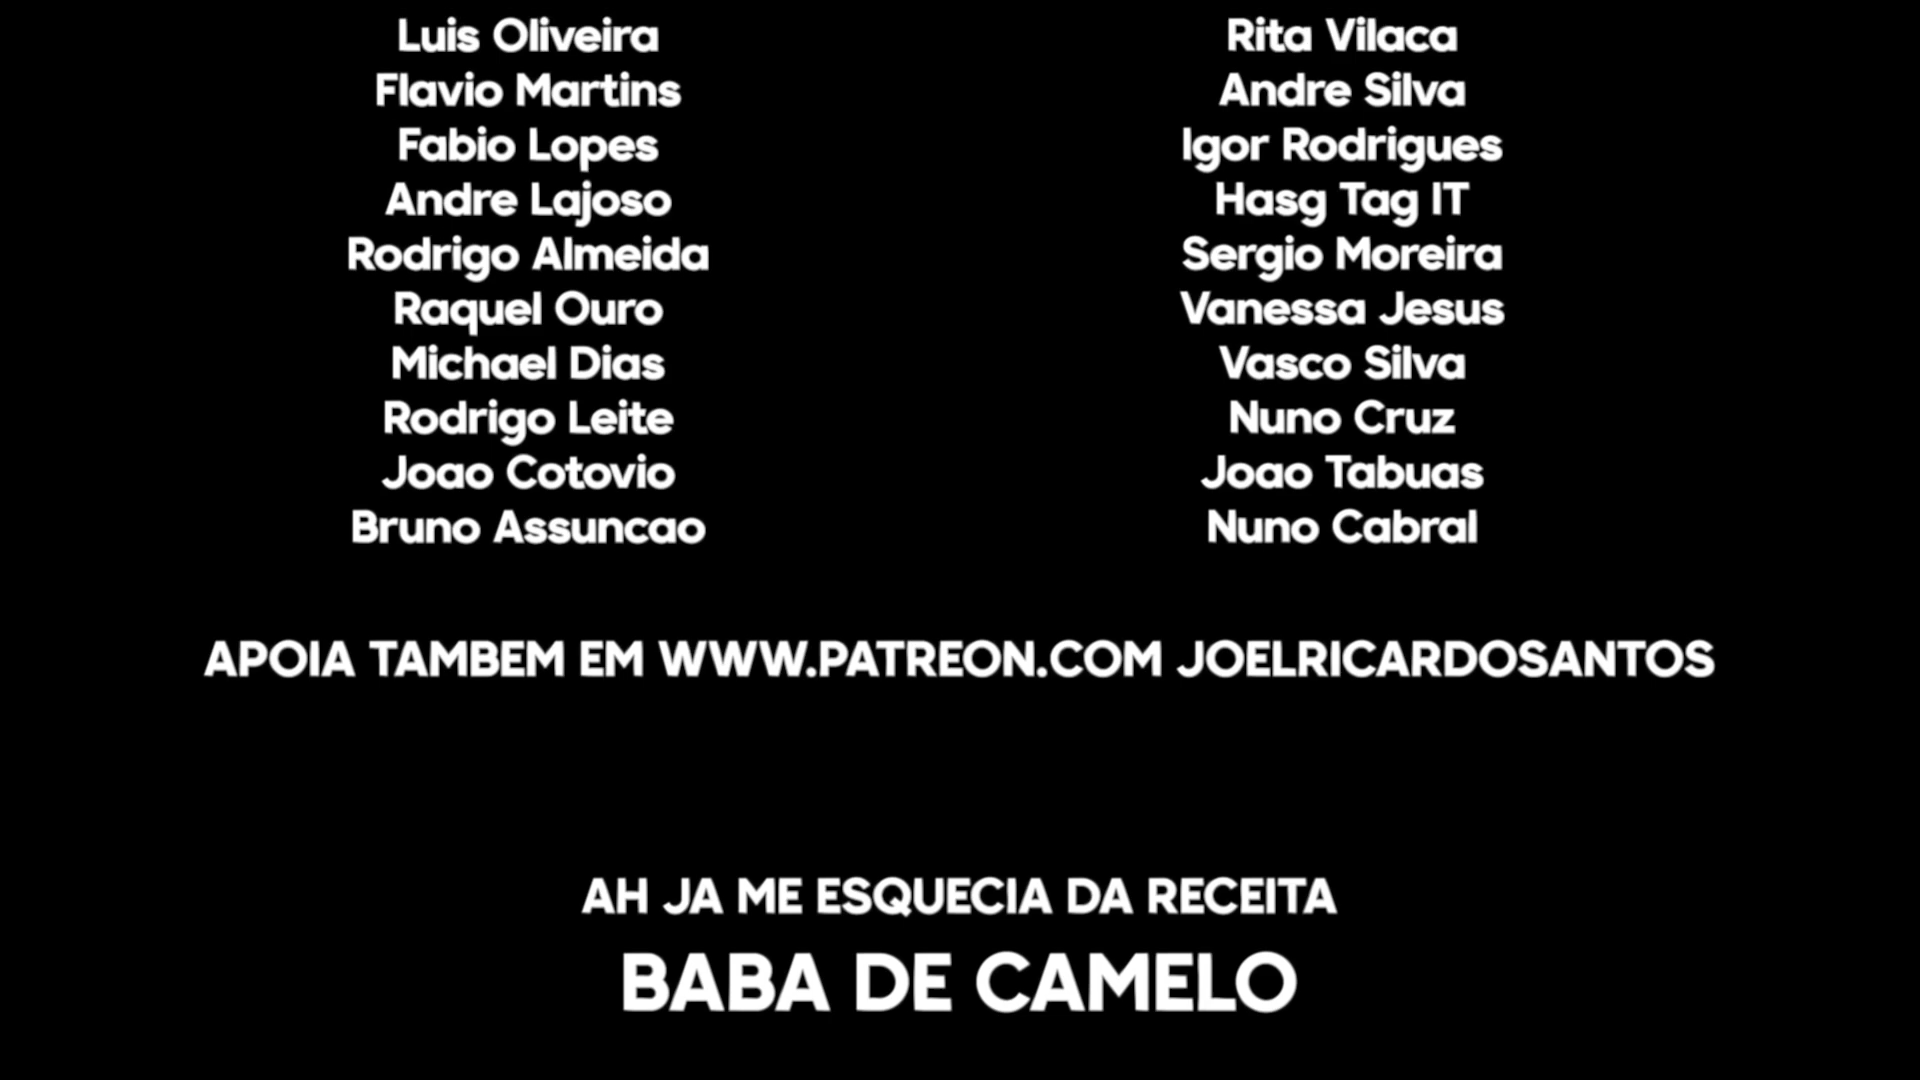 Luis Oliveira
Flavio Martins
Fabio Lopes
Andre Lajoso
Rodrigo Almeida
Raquel Ouro
Michael Dias
Rodrigo Leite
Joao Cotovio
Bruno Assuncao
Rita Vilaca
Andre Silva
Igor Rodrigues
Hasg Tag IT
Sergio Moreira
Vanessa Jesus
Vasco Silva
Nuno Cruz
Joao Tabuas
Nuno Cabral
APOIA TAMBEM EM WWW.PATREON.COM JOELRICARDOSANTOS
AH JA ME ESQUECIA DA RECEITA
BABA DE CAMELO